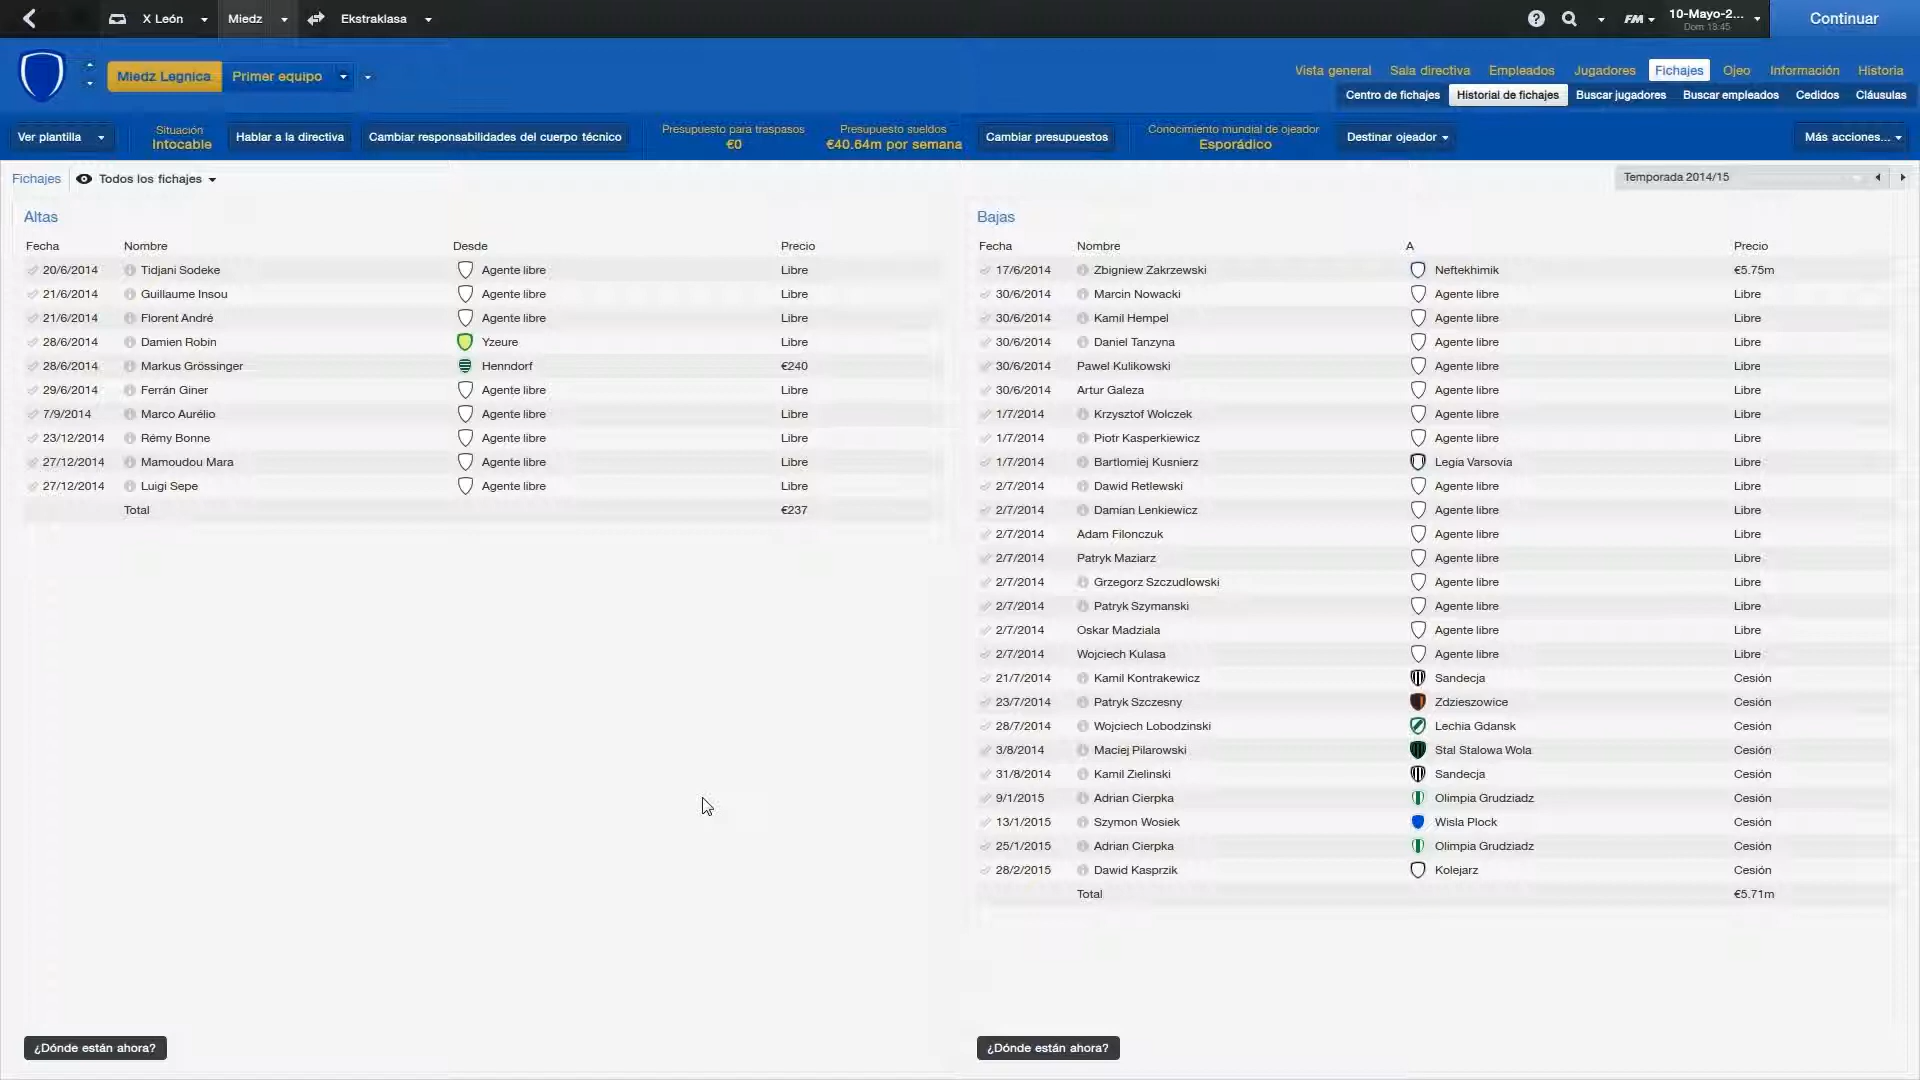 X León
Miedz
Ekstraklasa
? FM 10-Mayo-2... Dom 18:45
Continuar
Miedz Legnica Primer equipo
Vista general Sala directiva Empleados Jugadores Fichajes Ojeo Información Historia
Centro de fichajes Historial de fichajes Buscar jugadores Buscar empleados Cedidos Cláusulas
Ver plantilla
Situación Intocable
Hablar a la directiva
Cambiar responsabilidades del cuerpo técnico
Presupuesto para traspasos €0
Presupuesto sueldos €40.64m por semana
Cambiar presupuestos
Conocimiento mundial de ojeador Esporádico
Destinar ojeador
Más acciones...
Fichajes Todos los fichajes
Temporada 2014/15
Altas
Fecha Nombre Desde Precio
20/6/2014 Tidjani Sodeke Agente libre Libre
21/6/2014 Guillaume Insou Agente libre Libre
21/6/2014 Florent André Agente libre Libre
28/6/2014 Damien Robin Yzeure Libre
28/6/2014 Markus Grössinger Henndorf €240
29/6/2014 Ferrán Giner Agente libre Libre
7/9/2014 Marco Aurélio Agente libre Libre
23/12/2014 Rémy Bonne Agente libre Libre
27/12/2014 Mamoudou Mara Agente libre Libre
27/12/2014 Luigi Sepe Agente libre Libre
Total €237
¿Dónde están ahora?
Bajas
Fecha Nombre A Precio
17/6/2014 Zbigniew Zakrzewski Neftekhimik €5.75m
30/6/2014 Marcin Nowacki Agente libre Libre
30/6/2014 Kamil Hempel Agente libre Libre
30/6/2014 Daniel Tanzyna Agente libre Libre
30/6/2014 Pawel Kulikowski Agente libre Libre
30/6/2014 Artur Galeza Agente libre Libre
1/7/2014 Krzysztof Wolczek Agente libre Libre
1/7/2014 Piotr Kasperkiewicz Agente libre Libre
1/7/2014 Bartlomiej Kusnierz Legia Varsovia Libre
2/7/2014 Dawid Retlewski Agente libre Libre
2/7/2014 Damian Lenkiewicz Agente libre Libre
2/7/2014 Adam Filonczuk Agente libre Libre
2/7/2014 Patryk Maziarz Agente libre Libre
2/7/2014 Grzegorz Szczudlowski Agente libre Libre
2/7/2014 Patryk Szymanski Agente libre Libre
2/7/2014 Oskar Madziala Agente libre Libre
2/7/2014 Wojciech Kulasa Agente libre Libre
21/7/2014 Kamil Kontrakewicz Sandecja Cesión
23/7/2014 Patryk Szczesny Zdzieszowice Cesión
28/7/2014 Wojciech Lobodzinski Lechia Gdansk Cesión
3/8/2014 Maciej Pilarowski Stal Stalowa Wola Cesión
31/8/2014 Kamil Zielinski Sandecja Cesión
9/1/2015 Adrian Cierpka Olimpia Grudziadz Cesión
13/1/2015 Szymon Wosiek Wisla Plock Cesión
25/1/2015 Adrian Cierpka Olimpia Grudziadz Cesión
28/2/2015 Dawid Kasprzik Kolejarz Cesión
Total €5.71m
¿Dónde están ahora?